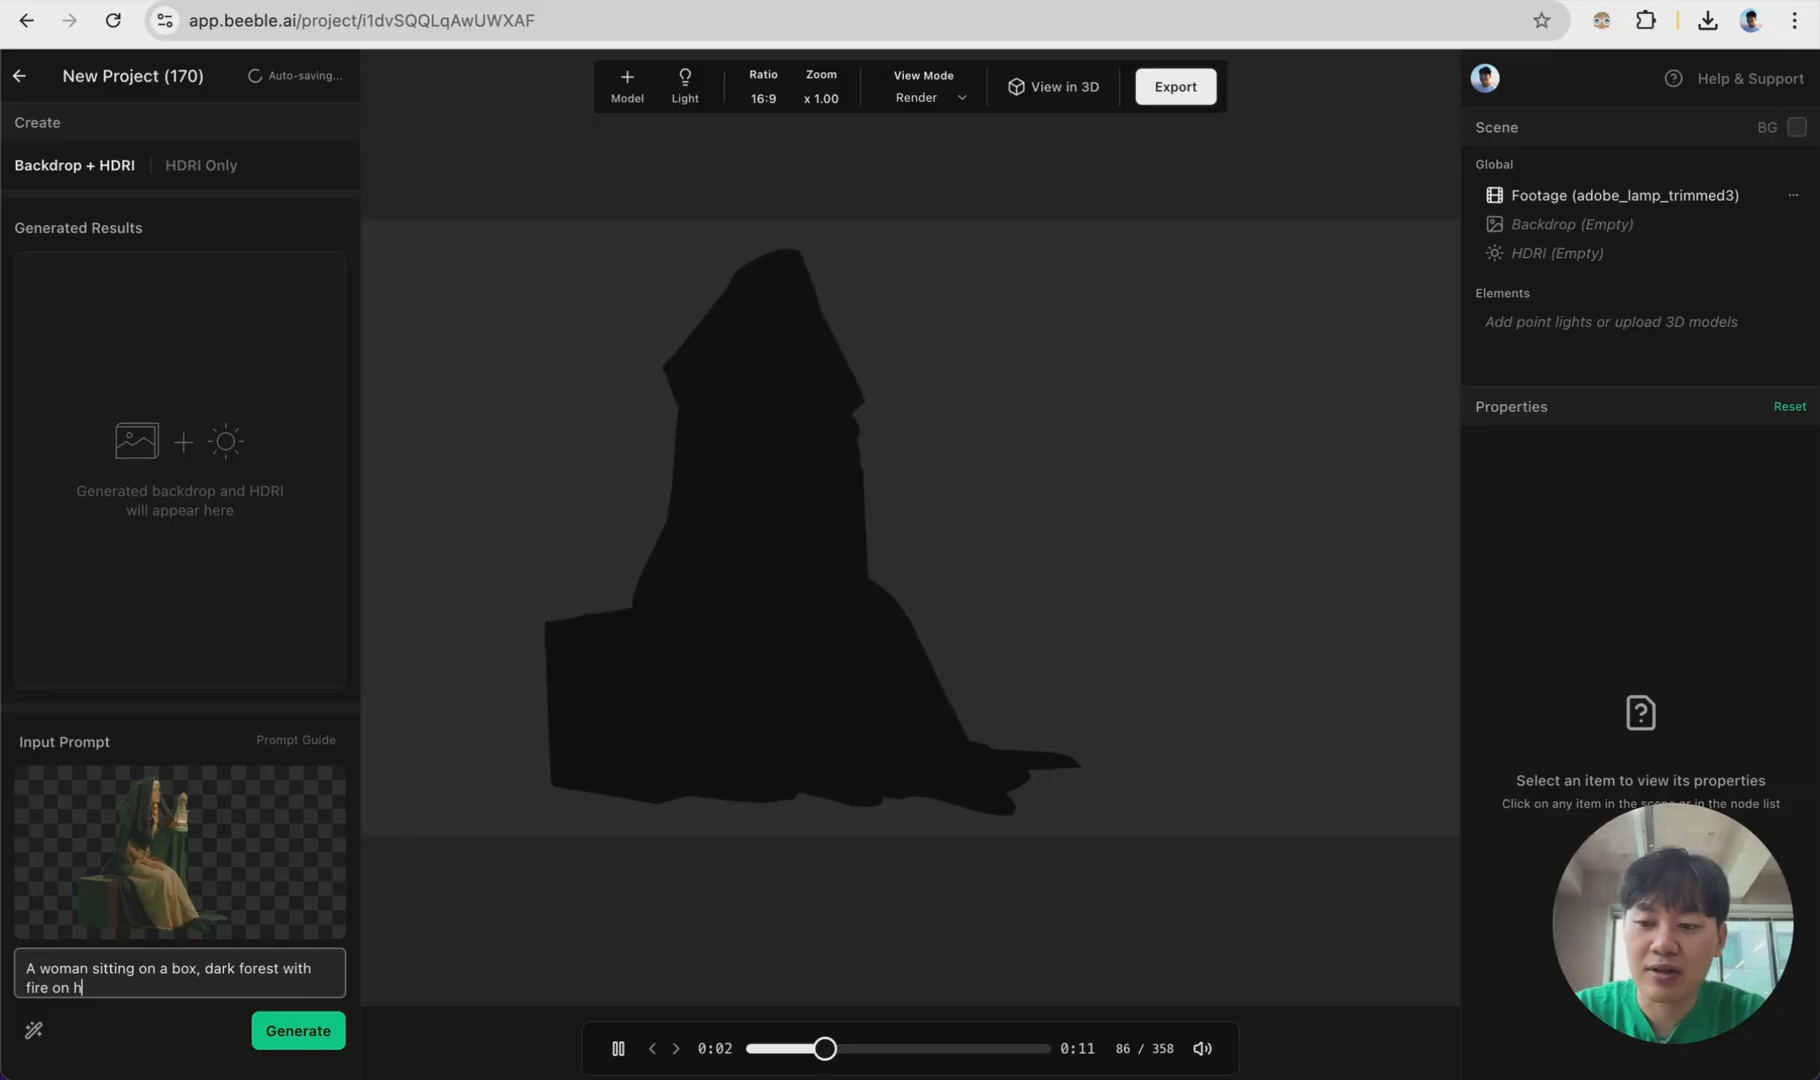 app.beeble.ai/project/i1dvSQQLqAwUWXAF
New Project (170)
Auto-saving...
Create
Backdrop + HDRI
HDRI Only
Generated Results
Generated backdrop and HDRI
will appear here
Input Prompt
Prompt Guide
A woman sitting on a box, dark forest with
fire on h
Generate
Model
Light
Ratio
16:9
Zoom
x 1.00
View Mode
Render
View in 3D
Export
0:02
0:11
86 / 358
Help & Support
Scene
BG
Global
Footage (adobe_lamp_trimmed3)
Backdrop (Empty)
HDRI (Empty)
Elements
Add point lights or upload 3D models
Properties
Reset
Select an item to view its properties
Click on any item in the scene or in the node list